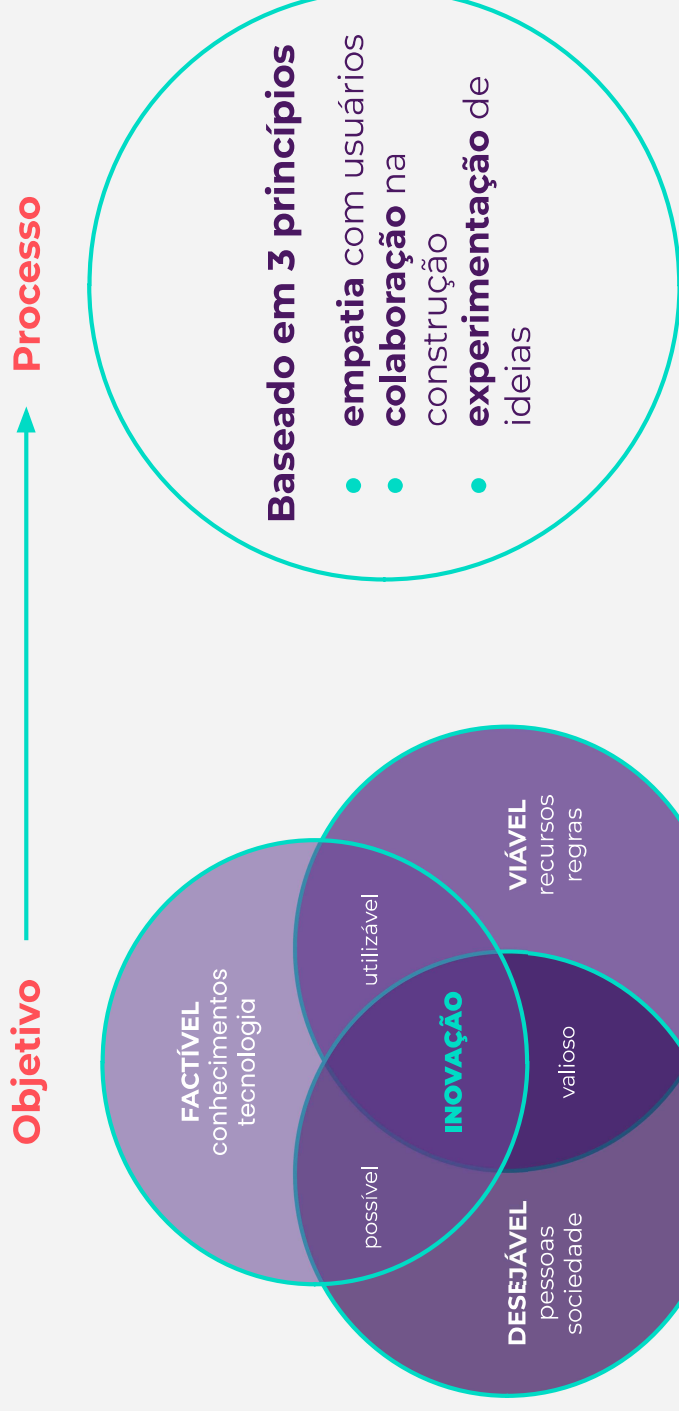 Objetivo
Processo
FACTÍVEL
conhecimentos
tecnologia
possível
utilizável
INOVAÇÃO
DESEJÁVEL
pessoas
sociedade
valioso
VIÁVEL
recursos
regras
Baseado em 3 princípios
empatia com usuários
colaboração na
construção
experimentação de
ideias